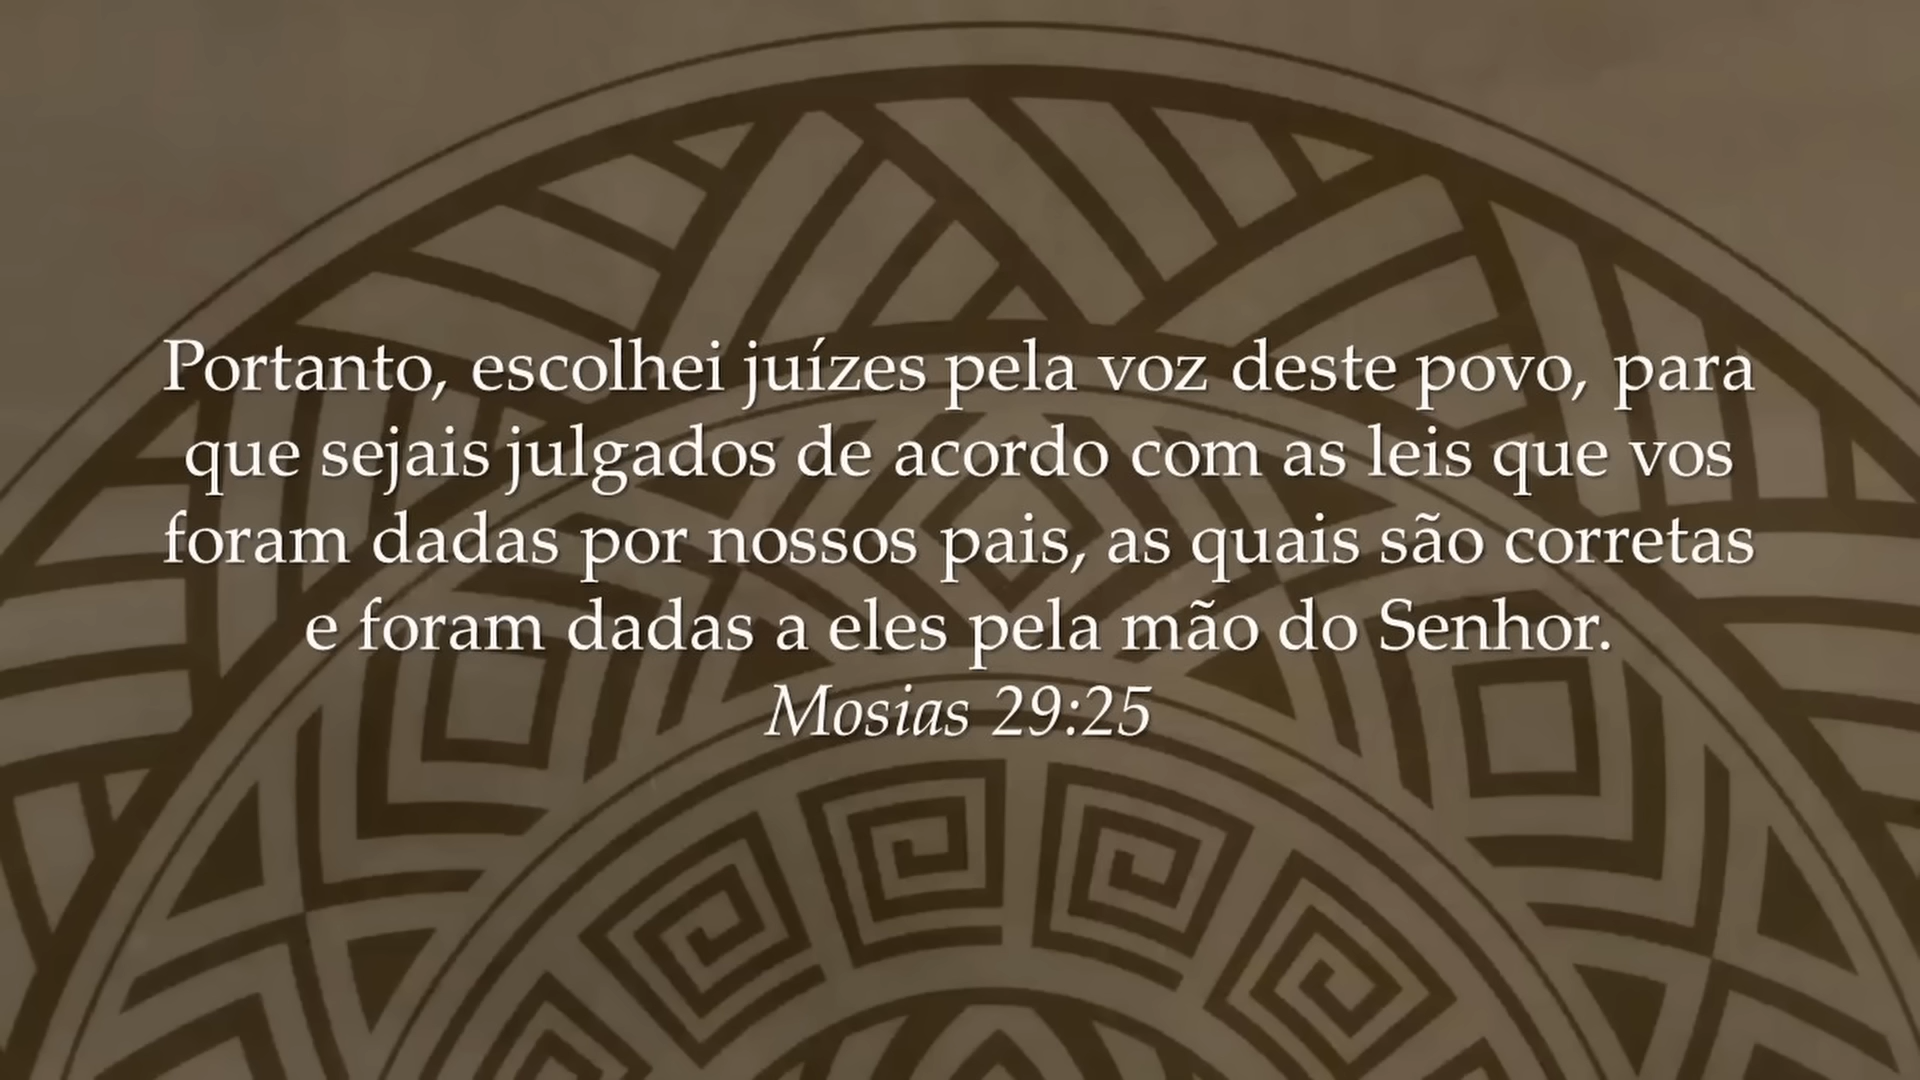 Portanto, escolhei juízes pela voz deste povo, para
que sejais julgados de acordo com as leis que vos
foram dadas por nossos pais, as quais são corretas
e foram dadas a eles pela mão do Senhor.
Mosias 29:25